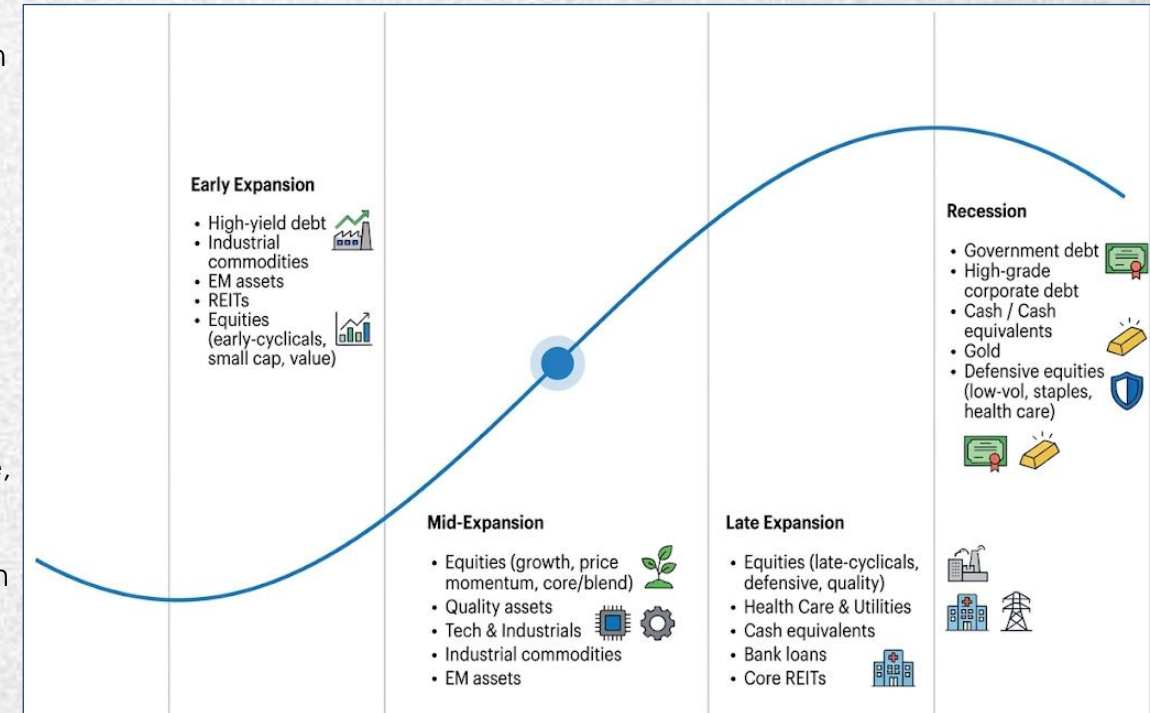 Early Expansion
• High-yield debt
• Industrial
commodities
• EM assets
• REITs
• Equities
(early-cyclicals,
small cap, value)
Mid-Expansion
• Equities (growth, price
momentum, core/blend)
• Quality assets
• Tech & Industrials
• Industrial commodities
• EM assets
Late Expansion
• Equities (late-cyclicals,
defensive, quality)
• Health Care & Utilities
• Cash equivalents
• Bank loans
• Core REITs
Recession
• Government debt
• High-grade
corporate debt
• Cash / Cash
equivalents
• Gold
• Defensive equities
(low-vol, staples,
health care)